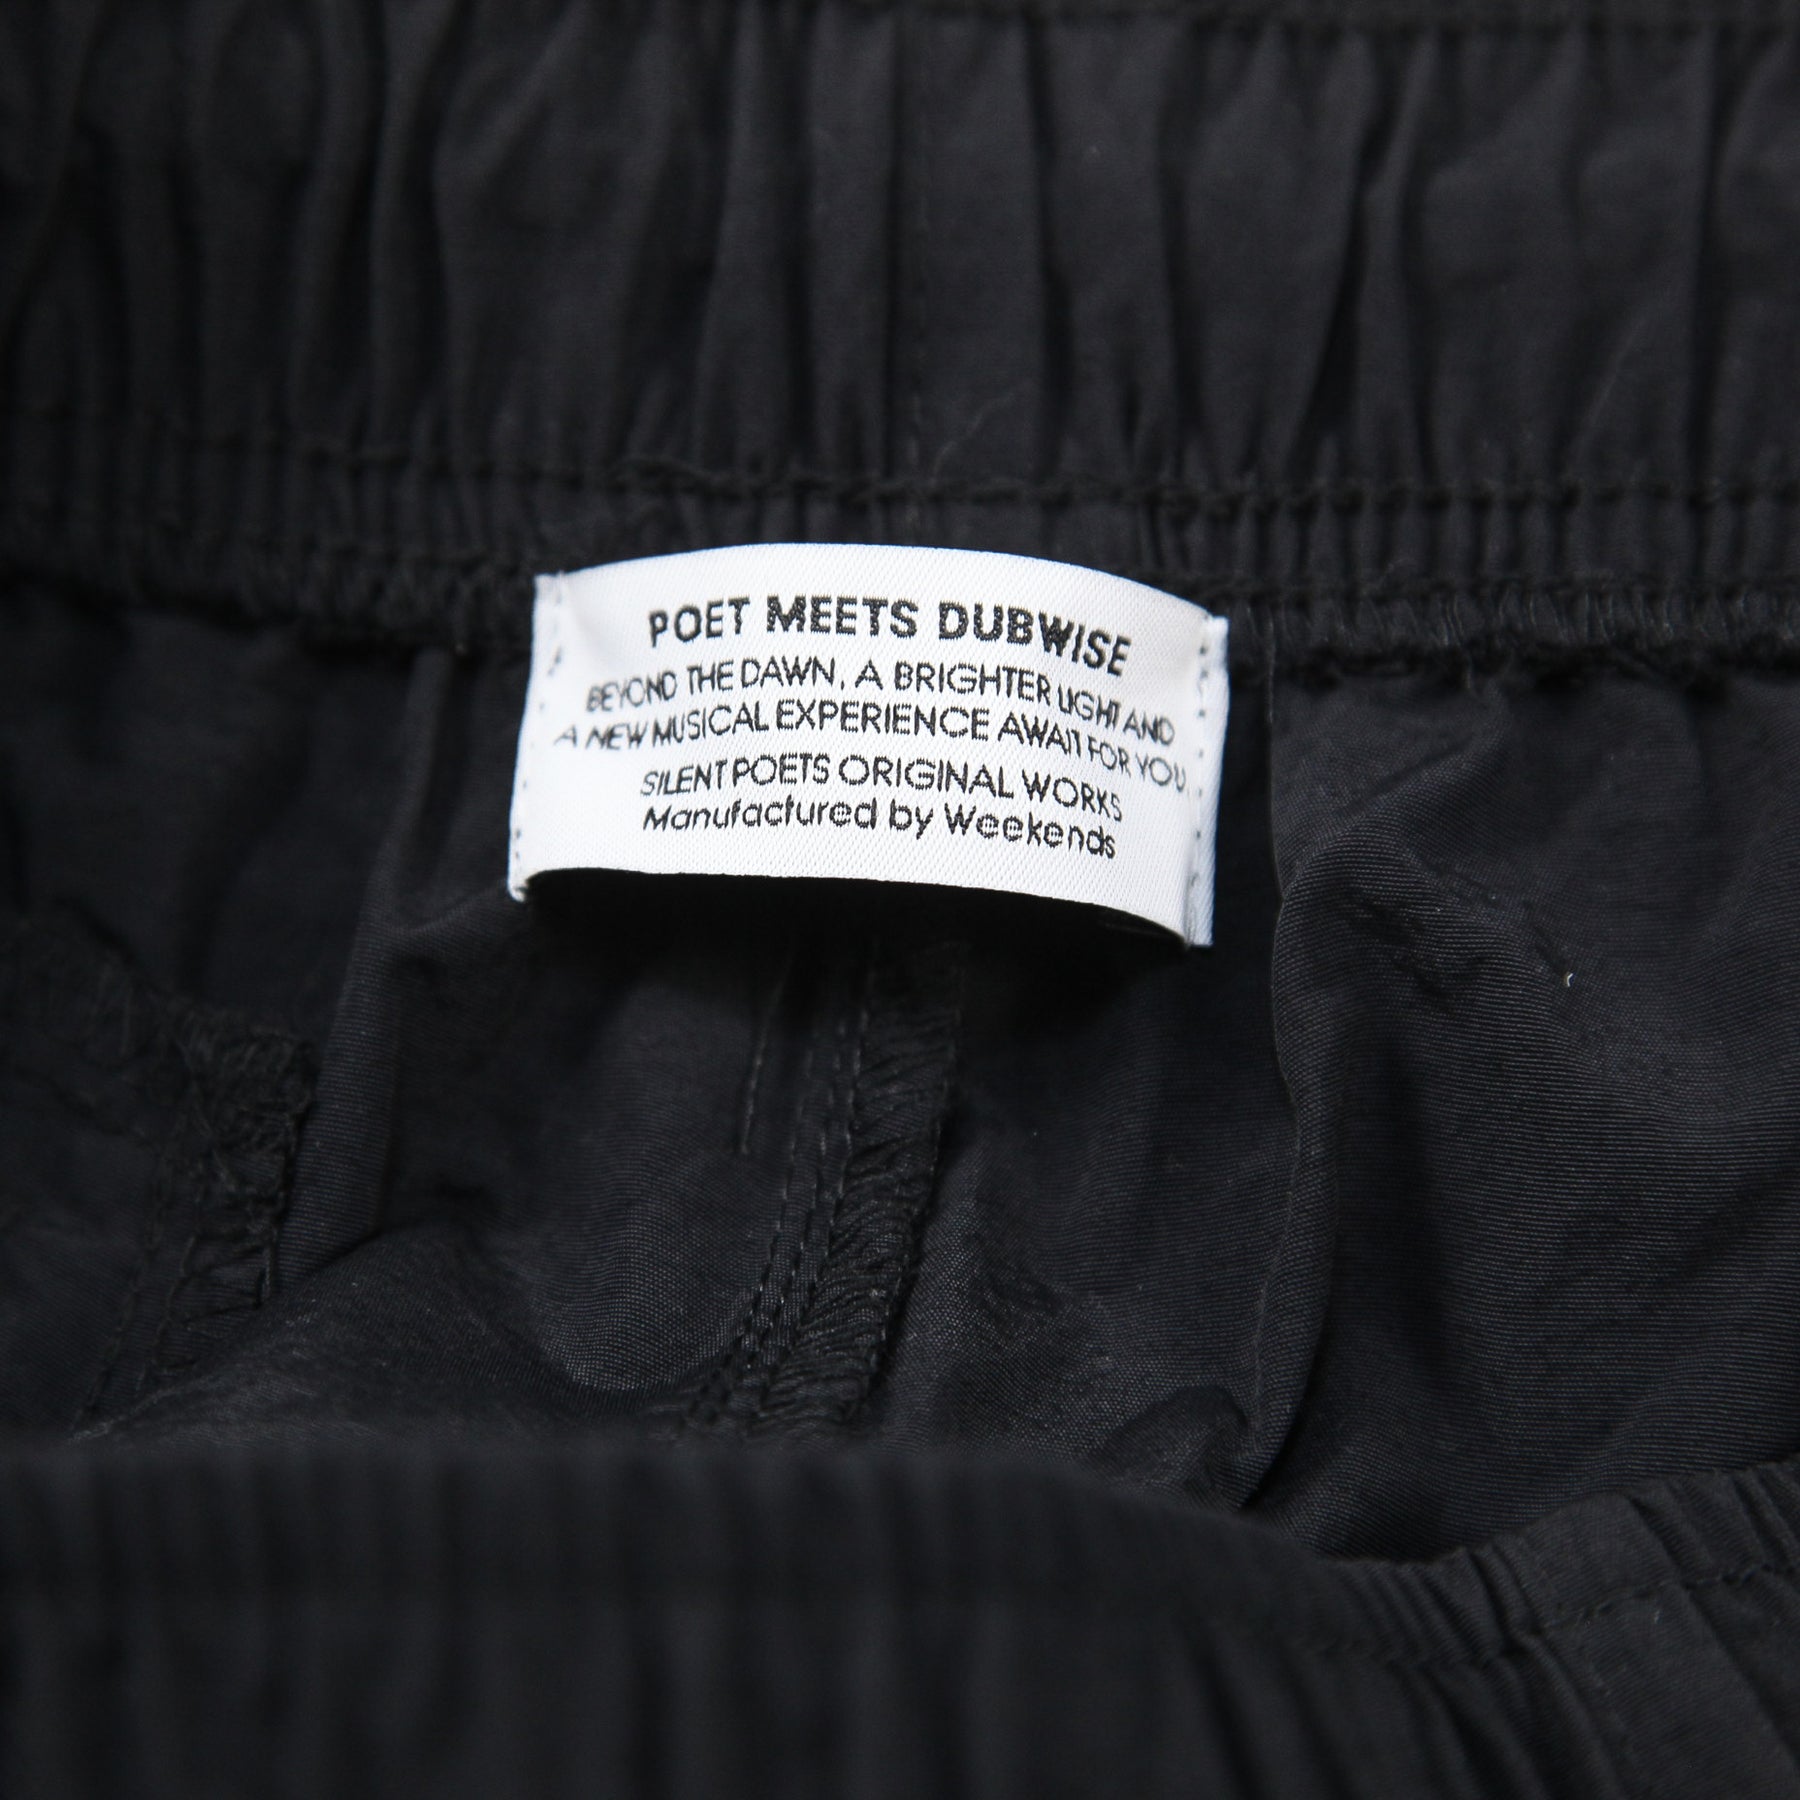 POET MEETS DUBWISE
BEYOND THE DAWN, A BRIGHTER LIGHT AND
A NEW MUSICAL EXPERIENCE AWAIT FOR YOU.
SILENT POETS ORIGINAL WORKS
Manufactured by Weekends